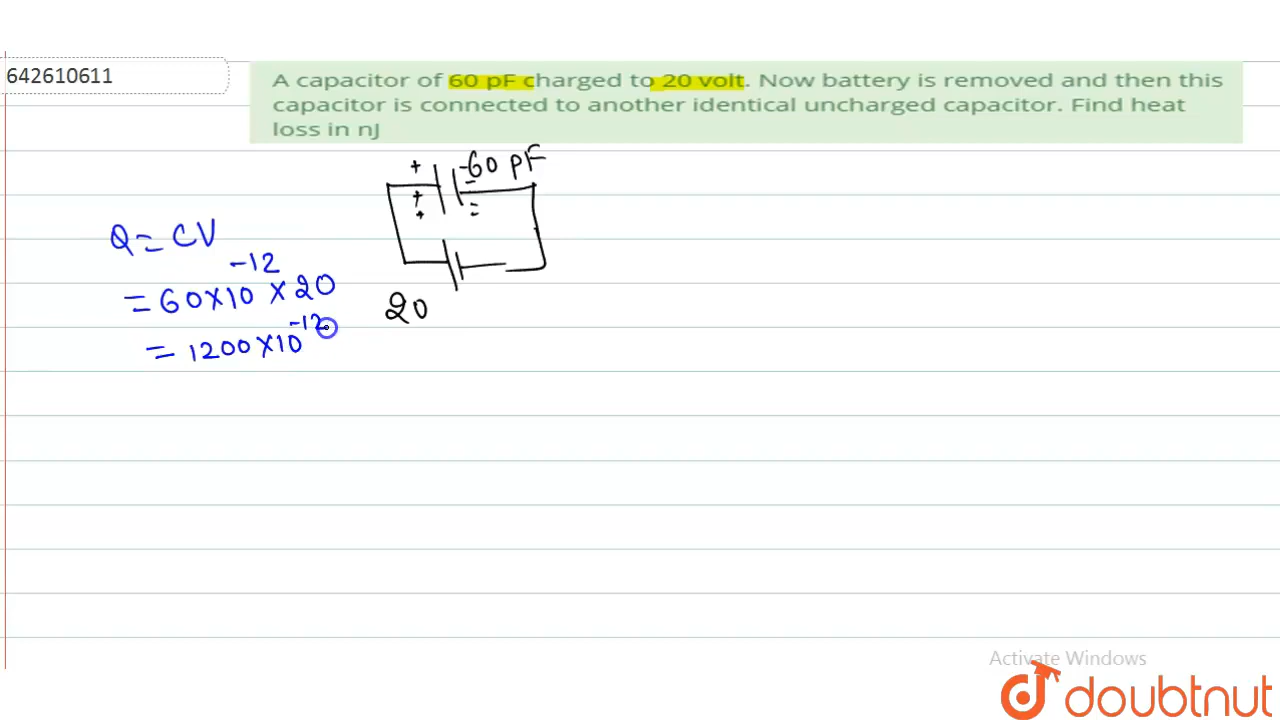 642610611
A capacitor of 60 pF charged to 20 volt. Now battery is removed and then this
capacitor is connected to another identical uncharged capacitor. Find heat
loss in nJ
+ - 60 pF
+ =
+
Q = CV
= 60 × 10⁻¹² × 20
20
= 1200 × 10⁻¹²
Activate Windows
doubtnut